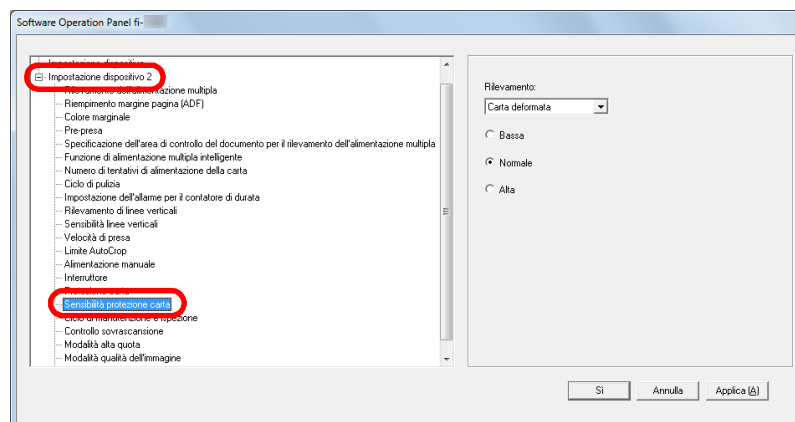 Software Operation Panel fi-
Impostazione dispositivo
Impostazione dispositivo 2
Rilevamento dell'alimentazione multipla
Riempimento margine pagina (ADF)
Colore marginale
Pre-presa
Specificazione dell'area di controllo del documento per il rilevamento dell'alimentazione multipla
Funzione di alimentazione multipla intelligente
Numero di tentativi di alimentazione della carta
Ciclo di pulizia
Impostazione dell'allarme per il contatore di durata
Rilevamento di linee verticali
Sensibilità linee verticali
Velocità di presa
Limite AutoCrop
Alimentazione manuale
Interruttore
Protezione carta
Sensibilità protezione carta
Ciclo di manutenzione e ispezione
Controllo sovrascansione
Modalità alta quota
Modalità qualità dell'immagine
Rilevamento:
Carta deformata
Bassa
Normale
Alta
Sì
Annulla
Applica (A)